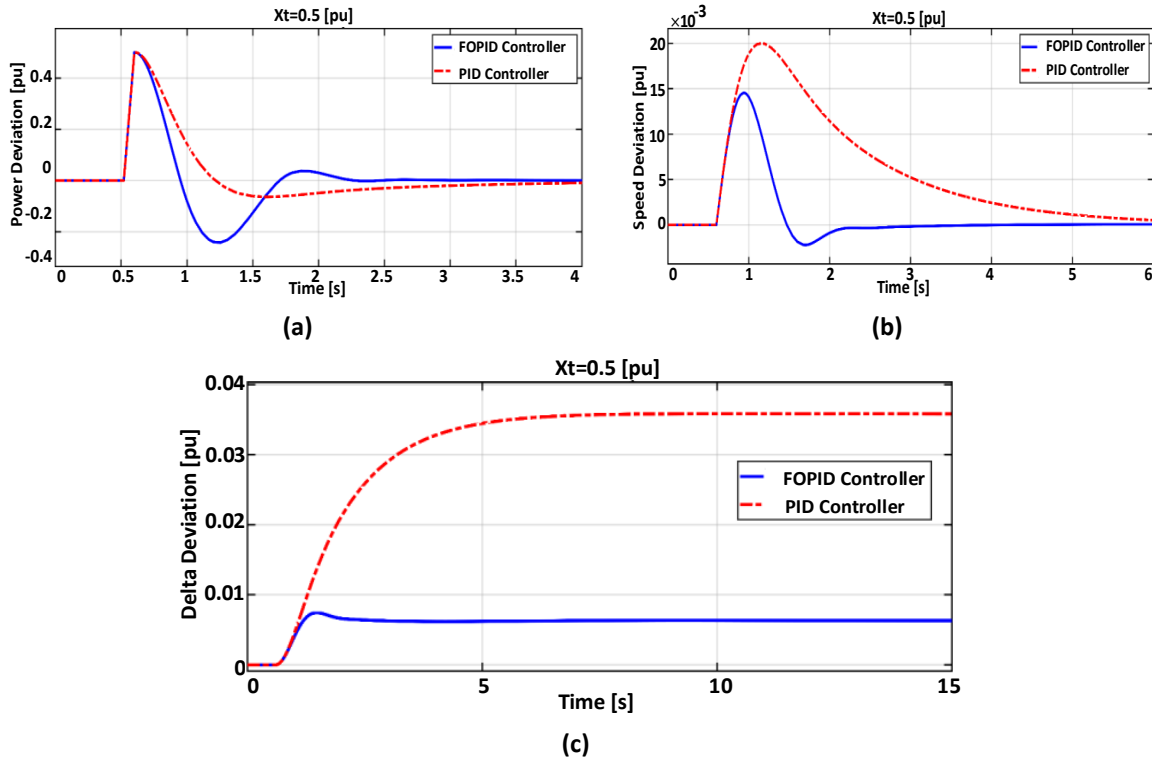 Xt=0.5 [pu]
Power Deviation [pu]
0.4
0.2
0
-0.2
-0.4
FOPID Controller
PID Controller
0 0.5 1 1.5 2 2.5 3 3.5 4
Time [s]
(a)
×10⁻³
Xt=0.5 [pu]
Speed Deviation [pu]
20
15
10
5
0
FOPID Controller
PID Controller
0 1 2 3 4 5 6
Time [s]
(b)
Xt=0.5 [pu]
Delta Deviation [pu]
0.04
0.03
0.02
0.01
0
FOPID Controller
PID Controller
0 5 10 15
Time [s]
(c)